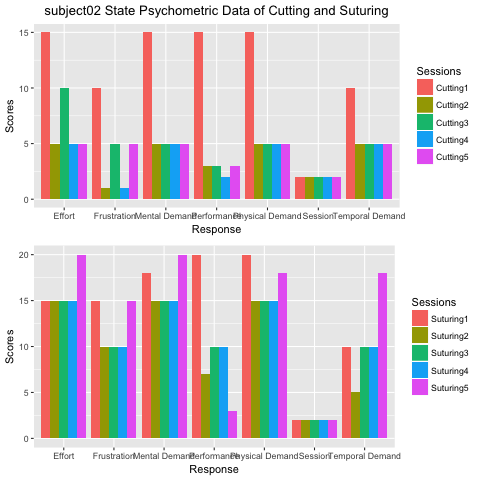 subject02 State Psychometric Data of Cutting and Suturing
15
10
5
0
Scores
Effort Frustration Mental Demand Performance Physical Demand Session Temporal Demand
Response
Sessions
Cutting1
Cutting2
Cutting3
Cutting4
Cutting5
20
15
10
5
0
Scores
Effort Frustration Mental Demand Performance Physical Demand Session Temporal Demand
Response
Sessions
Suturing1
Suturing2
Suturing3
Suturing4
Suturing5